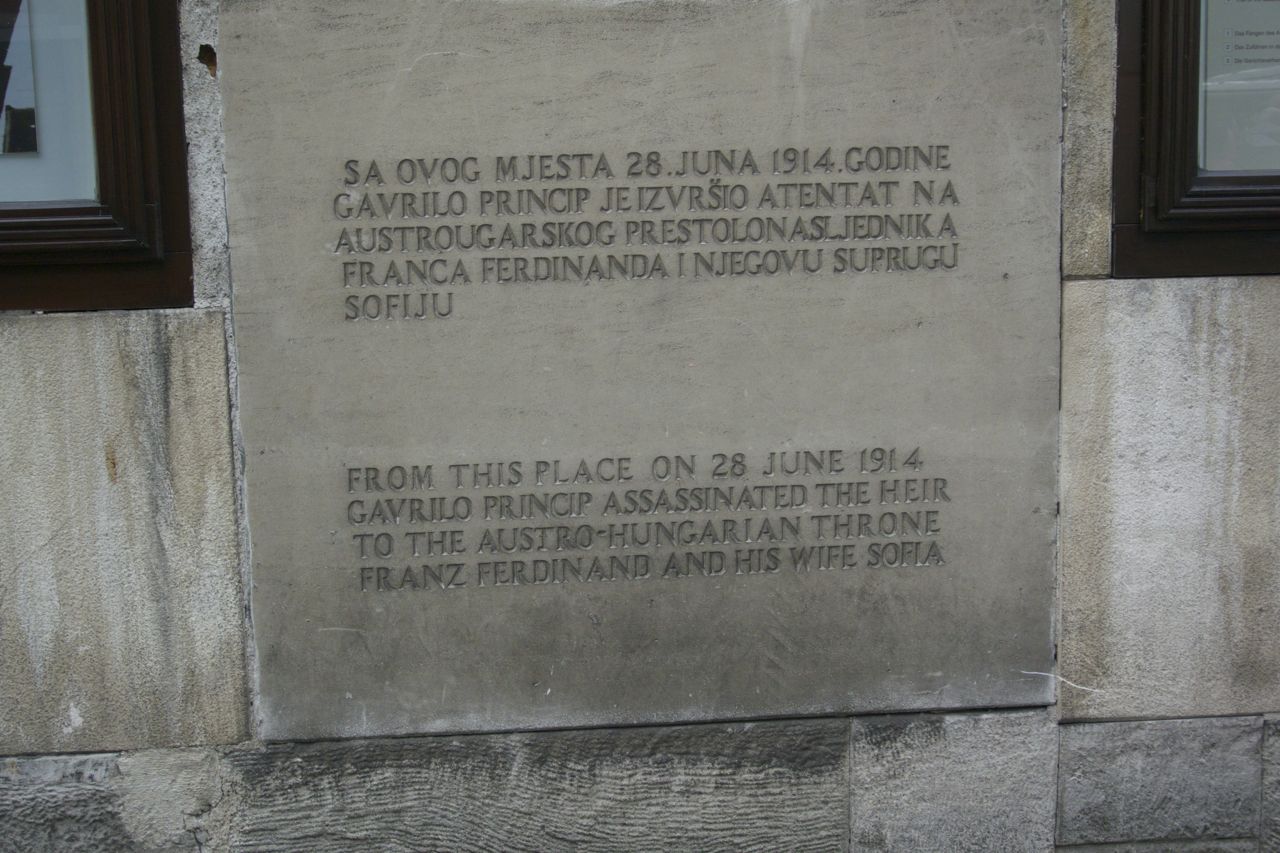 SA OVOG MJESTA 28.JUNA 1914.GODINE
GAVRILO PRINCIP JE IZVRŠIO ATENTAT NA
AUSTROUGARSKOG PRESTOLONASLJEDNIKA
FRANCA FERDINANDA I NJEGOVU SUPRUGU
SOFIJU
FROM THIS PLACE ON 28 JUNE 1914
GAVRILO PRINCIP ASSASSINATED THE HEIR
TO THE AUSTRO-HUNGARIAN THRONE
FRANZ FERDINAND AND HIS WIFE SOFIA